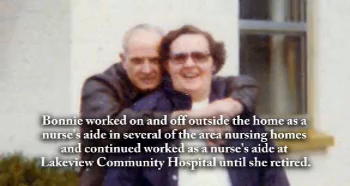 Bonnie worked on and off outside the home as a
nurse's aide in several of the area nursing homes
and continued worked as a nurse's aide at
Lakeview Community Hospital until she retired.